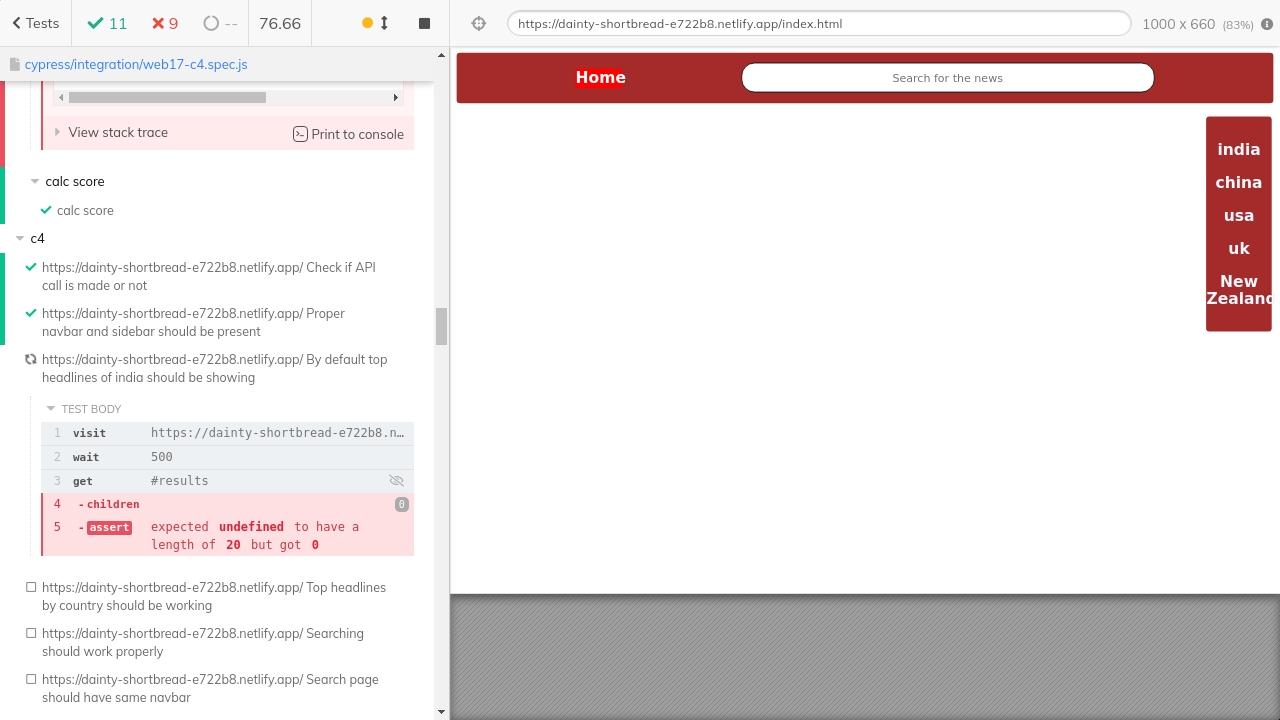 Tests
11
9
--
76.66
https://dainty-shortbread-e722b8.netlify.app/index.html
1000 x 660 (83%)
cypress/integration/web17-c4.spec.js
View stack trace
Print to console
calc score
calc score
c4
https://dainty-shortbread-e722b8.netlify.app/ Check if API
call is made or not
https://dainty-shortbread-e722b8.netlify.app/ Proper
navbar and sidebar should be present
https://dainty-shortbread-e722b8.netlify.app/ By default top
headlines of india should be showing
TEST BODY
1 visit https://dainty-shortbread-e722b8.n…
2 wait 500
3 get #results
4 -children 0
5 -assert expected undefined to have a
length of 20 but got 0
https://dainty-shortbread-e722b8.netlify.app/ Top headlines
by country should be working
https://dainty-shortbread-e722b8.netlify.app/ Searching
should work properly
https://dainty-shortbread-e722b8.netlify.app/ Search page
should have same navbar
Home
Search for the news
india
china
usa
uk
New
Zealand